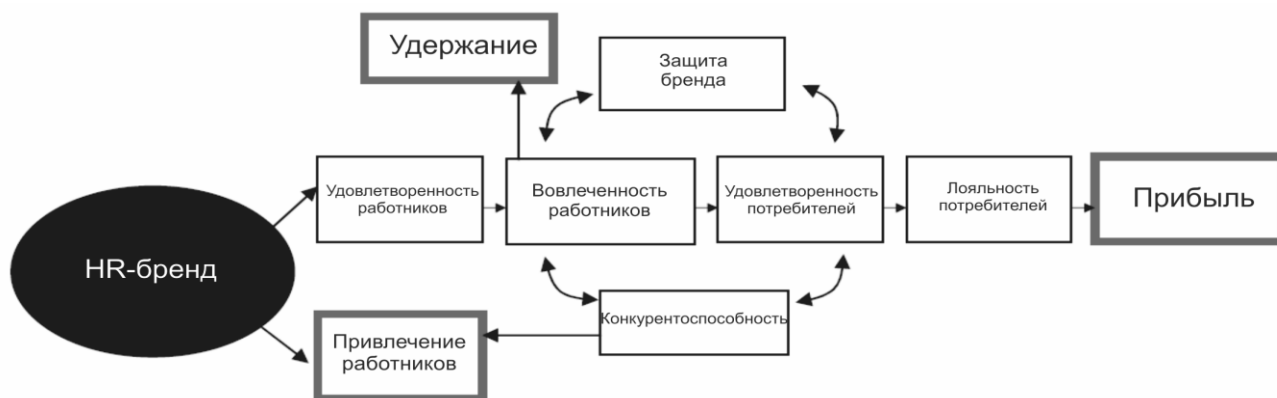 Удержание
Защита
бренда
Удовлетворенность
работников
Вовлеченность
работников
Удовлетворенность
потребителей
Лояльность
потребителей
Прибыль
HR-бренд
Конкурентоспособность
Привлечение
работников